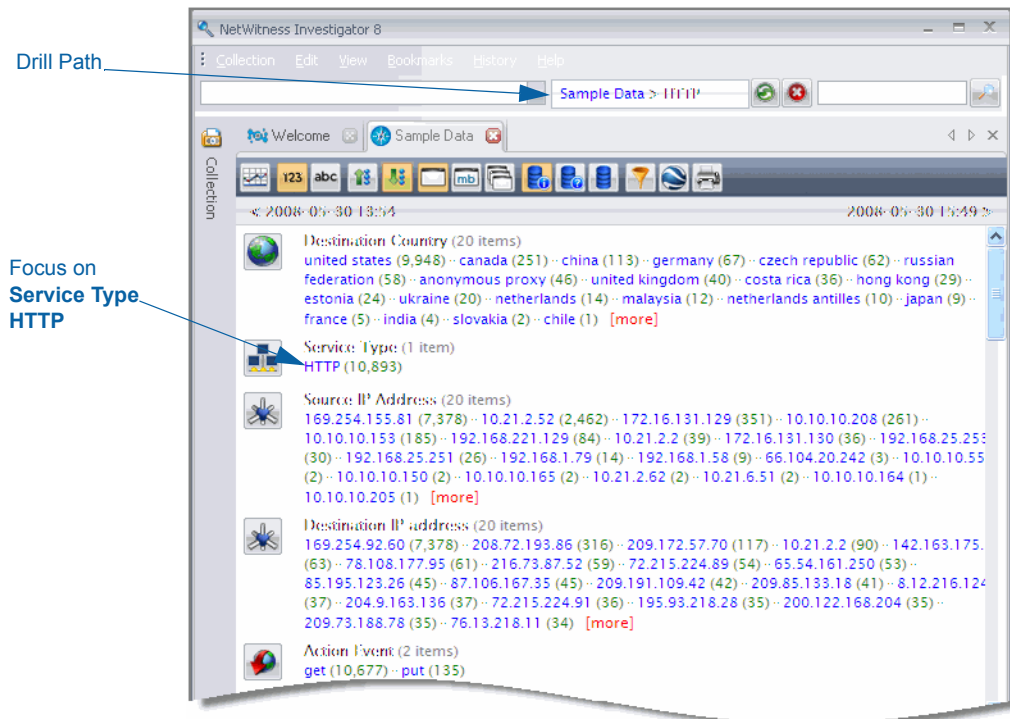 NetWitness Investigator 8
Collection Edit View Bookmarks History Help
Drill Path
Sample Data > HTTP
Welcome Sample Data
Collection
123 abc mb
≪ 2008-05-30 13:54 2008-05-30 15:49 ≫
Destination Country (20 items)
united states (9,948) ·· canada (251) ·· china (113) ·· germany (67) ·· czech republic (62) ·· russian
federation (58) ·· anonymous proxy (46) ·· united kingdom (40) ·· costa rica (36) ·· hong kong (29) ··
estonia (24) ·· ukraine (20) ·· netherlands (14) ·· malaysia (12) ·· netherlands antilles (10) ·· japan (9) ··
france (5) ·· india (4) ·· slovakia (2) ·· chile (1) [more]
Focus on
Service Type
HTTP
Service Type (1 item)
HTTP (10,893)
Source IP Address (20 items)
169.254.155.81 (7,378) ·· 10.21.2.52 (2,462) ·· 172.16.131.129 (351) ·· 10.10.10.208 (261) ··
10.10.10.153 (185) ·· 192.168.221.129 (84) ·· 10.21.2.2 (39) ·· 172.16.131.130 (36) ·· 192.168.25.253
(30) ·· 192.168.25.251 (26) ·· 192.168.1.79 (14) ·· 192.168.1.58 (9) ·· 66.104.20.242 (3) ·· 10.10.10.55
(2) ·· 10.10.10.150 (2) ·· 10.10.10.165 (2) ·· 10.21.2.62 (2) ·· 10.21.6.51 (2) ·· 10.10.10.164 (1) ··
10.10.10.205 (1) [more]
Destination IP address (20 items)
169.254.92.60 (7,378) ·· 208.72.193.86 (316) ·· 209.172.57.70 (117) ·· 10.21.2.2 (90) ·· 142.163.175.
(63) ·· 78.108.177.95 (61) ·· 216.73.87.52 (59) ·· 72.215.224.89 (54) ·· 65.54.161.250 (53) ··
85.195.123.26 (45) ·· 87.106.167.35 (45) ·· 209.191.109.42 (42) ·· 209.85.133.18 (41) ·· 8.12.216.124
(37) ·· 204.9.163.136 (37) ·· 72.215.224.91 (36) ·· 195.93.218.28 (35) ·· 200.122.168.204 (35) ··
209.73.188.78 (35) ·· 76.13.218.11 (34) [more]
Action Event (2 items)
get (10,677) ·· put (135)